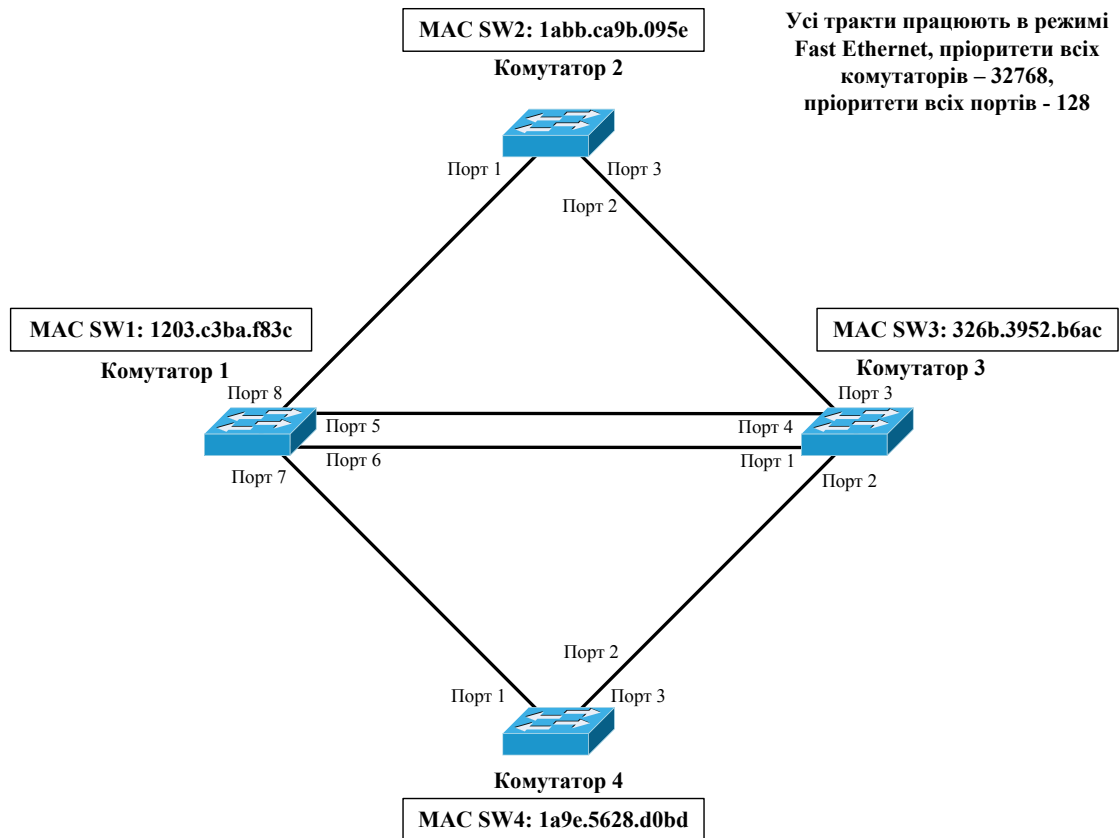 MAC SW2: 1abb.ca9b.095e
Комутатор 2
Усі тракти працюють в режимі
Fast Ethernet, пріоритети всіх
комутаторів – 32768,
пріоритети всіх портів - 128
Порт 1
Порт 3
Порт 2
MAC SW1: 1203.c3ba.f83c
Комутатор 1
MAC SW3: 326b.3952.b6ac
Комутатор 3
Порт 8
Порт 3
Порт 5
Порт 4
Порт 6
Порт 1
Порт 7
Порт 2
Порт 2
Порт 1
Порт 3
Комутатор 4
MAC SW4: 1a9e.5628.d0bd